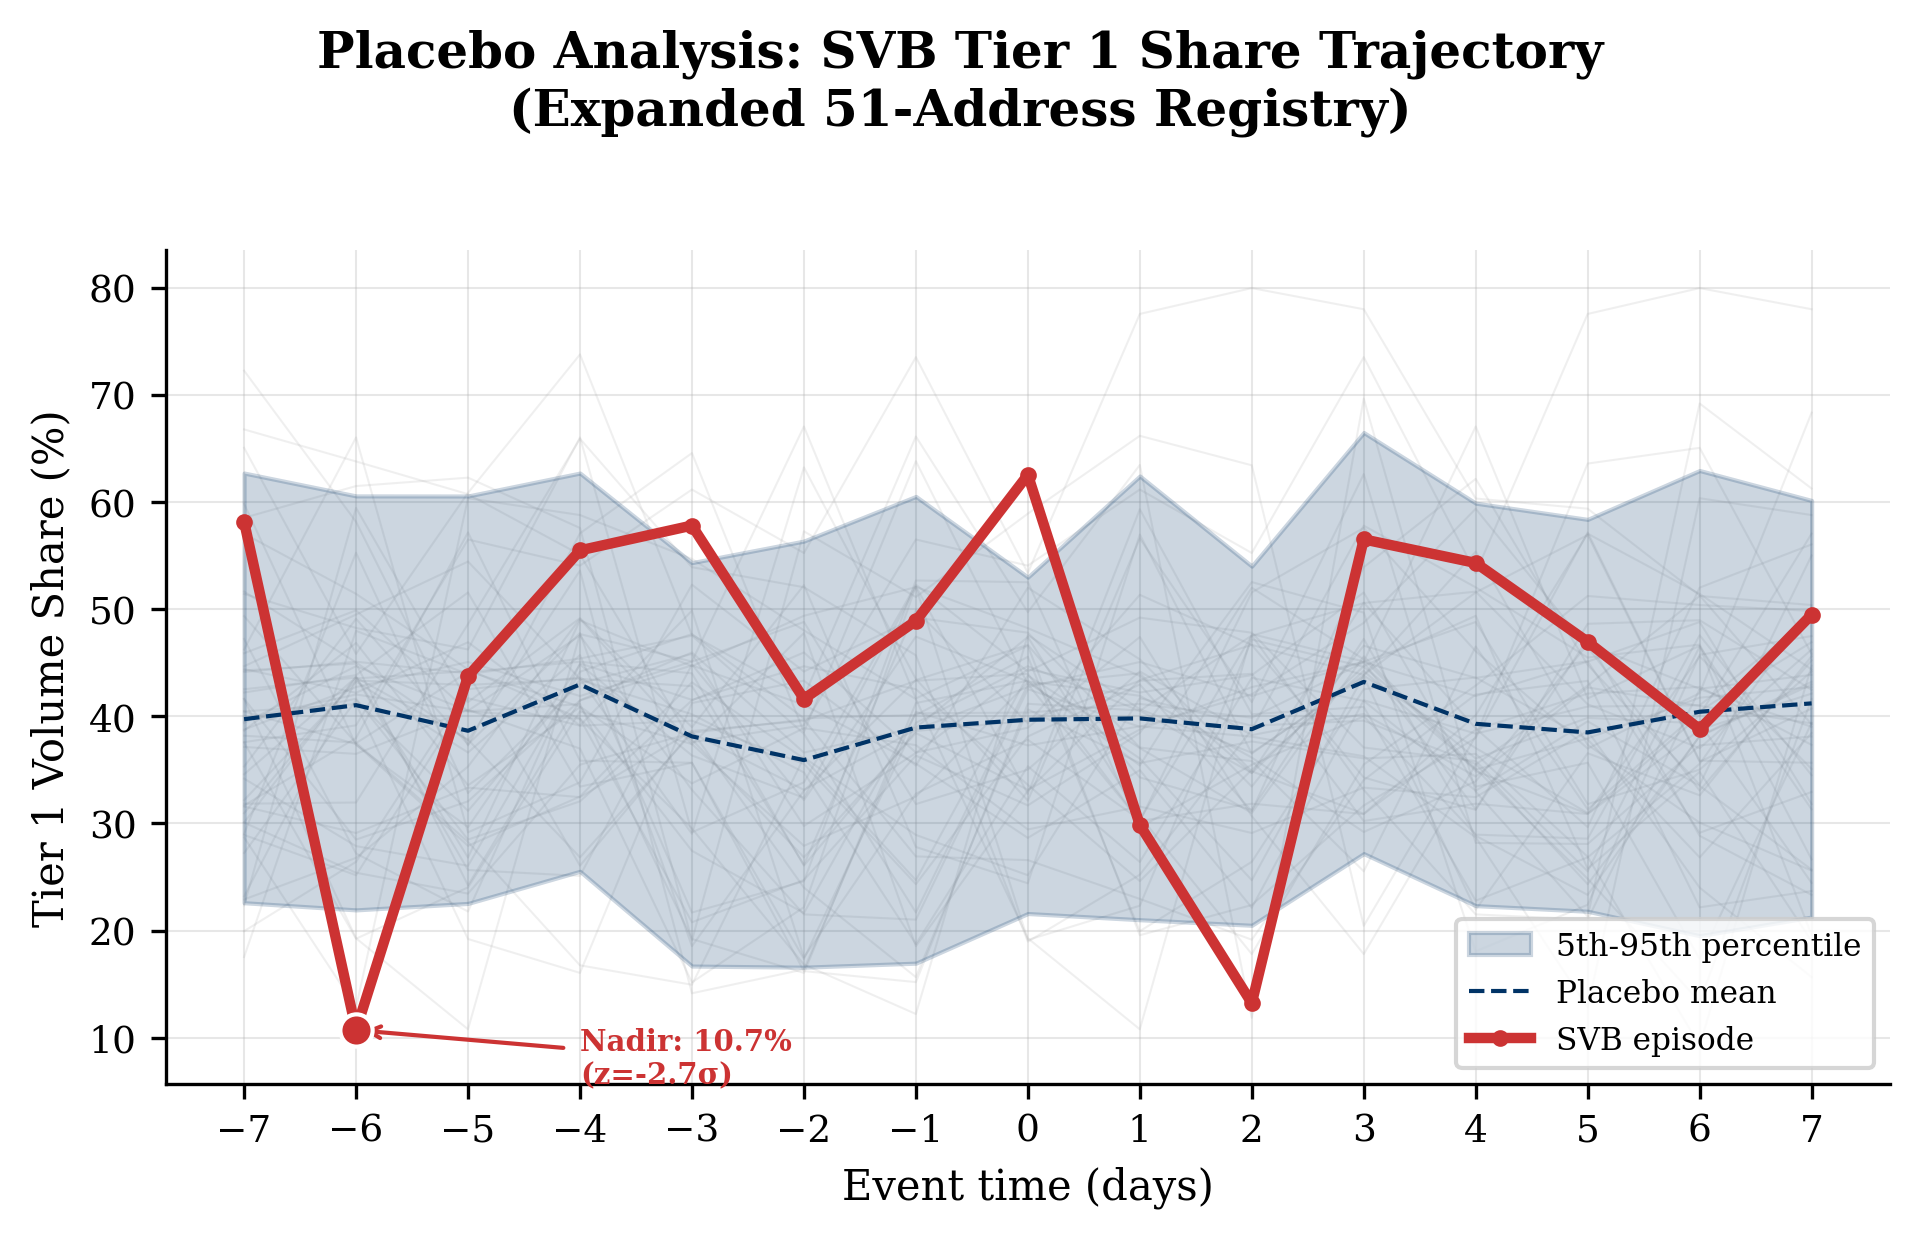 Placebo Analysis: SVB Tier 1 Share Trajectory
(Expanded 51-Address Registry)
Tier 1 Volume Share (%)
80
70
60
50
40
30
20
10
Nadir: 10.7%
(z=-2.7σ)
5th-95th percentile
Placebo mean
SVB episode
−7 −6 −5 −4 −3 −2 −1 0 1 2 3 4 5 6 7
Event time (days)